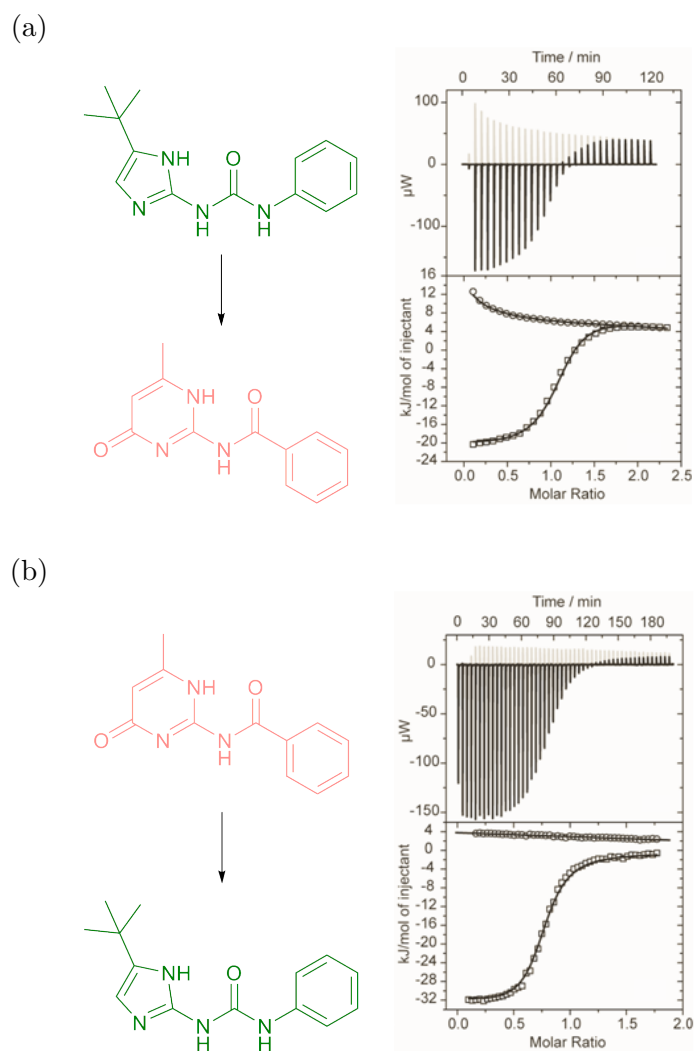 (a)
Time / min
0 30 60 90 120
100
0
-100
µW
NH
O
N
N
H
N
H
16
12
8
4
0
-4
-8
-12
-16
-20
-24
kJ/mol of injectant
0.0 0.5 1.0 1.5 2.0 2.5
Molar Ratio
NH
O
O
N
N
H
(b)
Time / min
0 30 60 90 120 150 180
0
-50
-100
-150
µW
NH
O
O
N
N
H
4
0
-4
-8
-12
-16
-20
-24
-28
-32
kJ/mol of injectant
0.0 0.5 1.0 1.5 2.0
Molar Ratio
NH
O
N
N
H
N
H